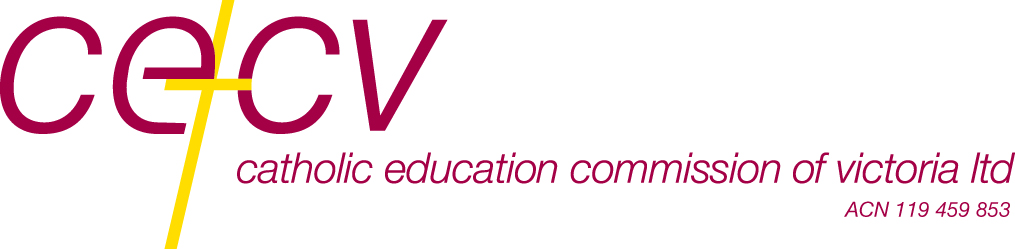 cecv
catholic education commission of victoria ltd
ACN 119 459 853